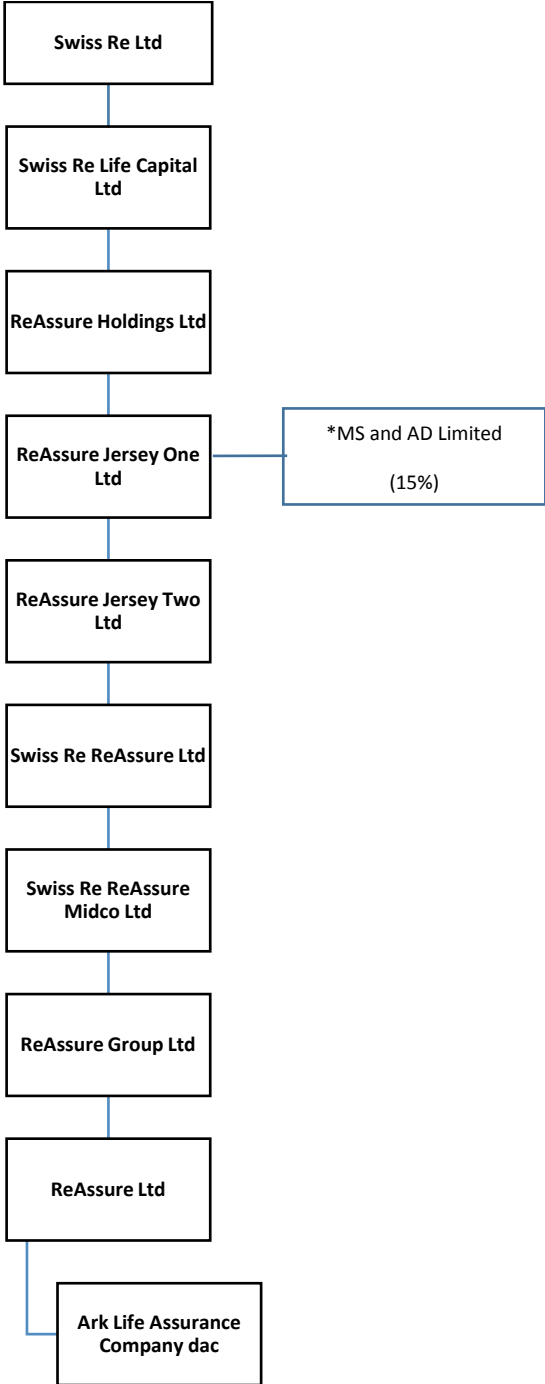 Swiss Re Ltd
Swiss Re Life Capital
Ltd
ReAssure Holdings Ltd
ReAssure Jersey One
Ltd
*MS and AD Limited
(15%)
ReAssure Jersey Two
Ltd
Swiss Re ReAssure Ltd
Swiss Re ReAssure
Midco Ltd
ReAssure Group Ltd
ReAssure Ltd
Ark Life Assurance
Company dac